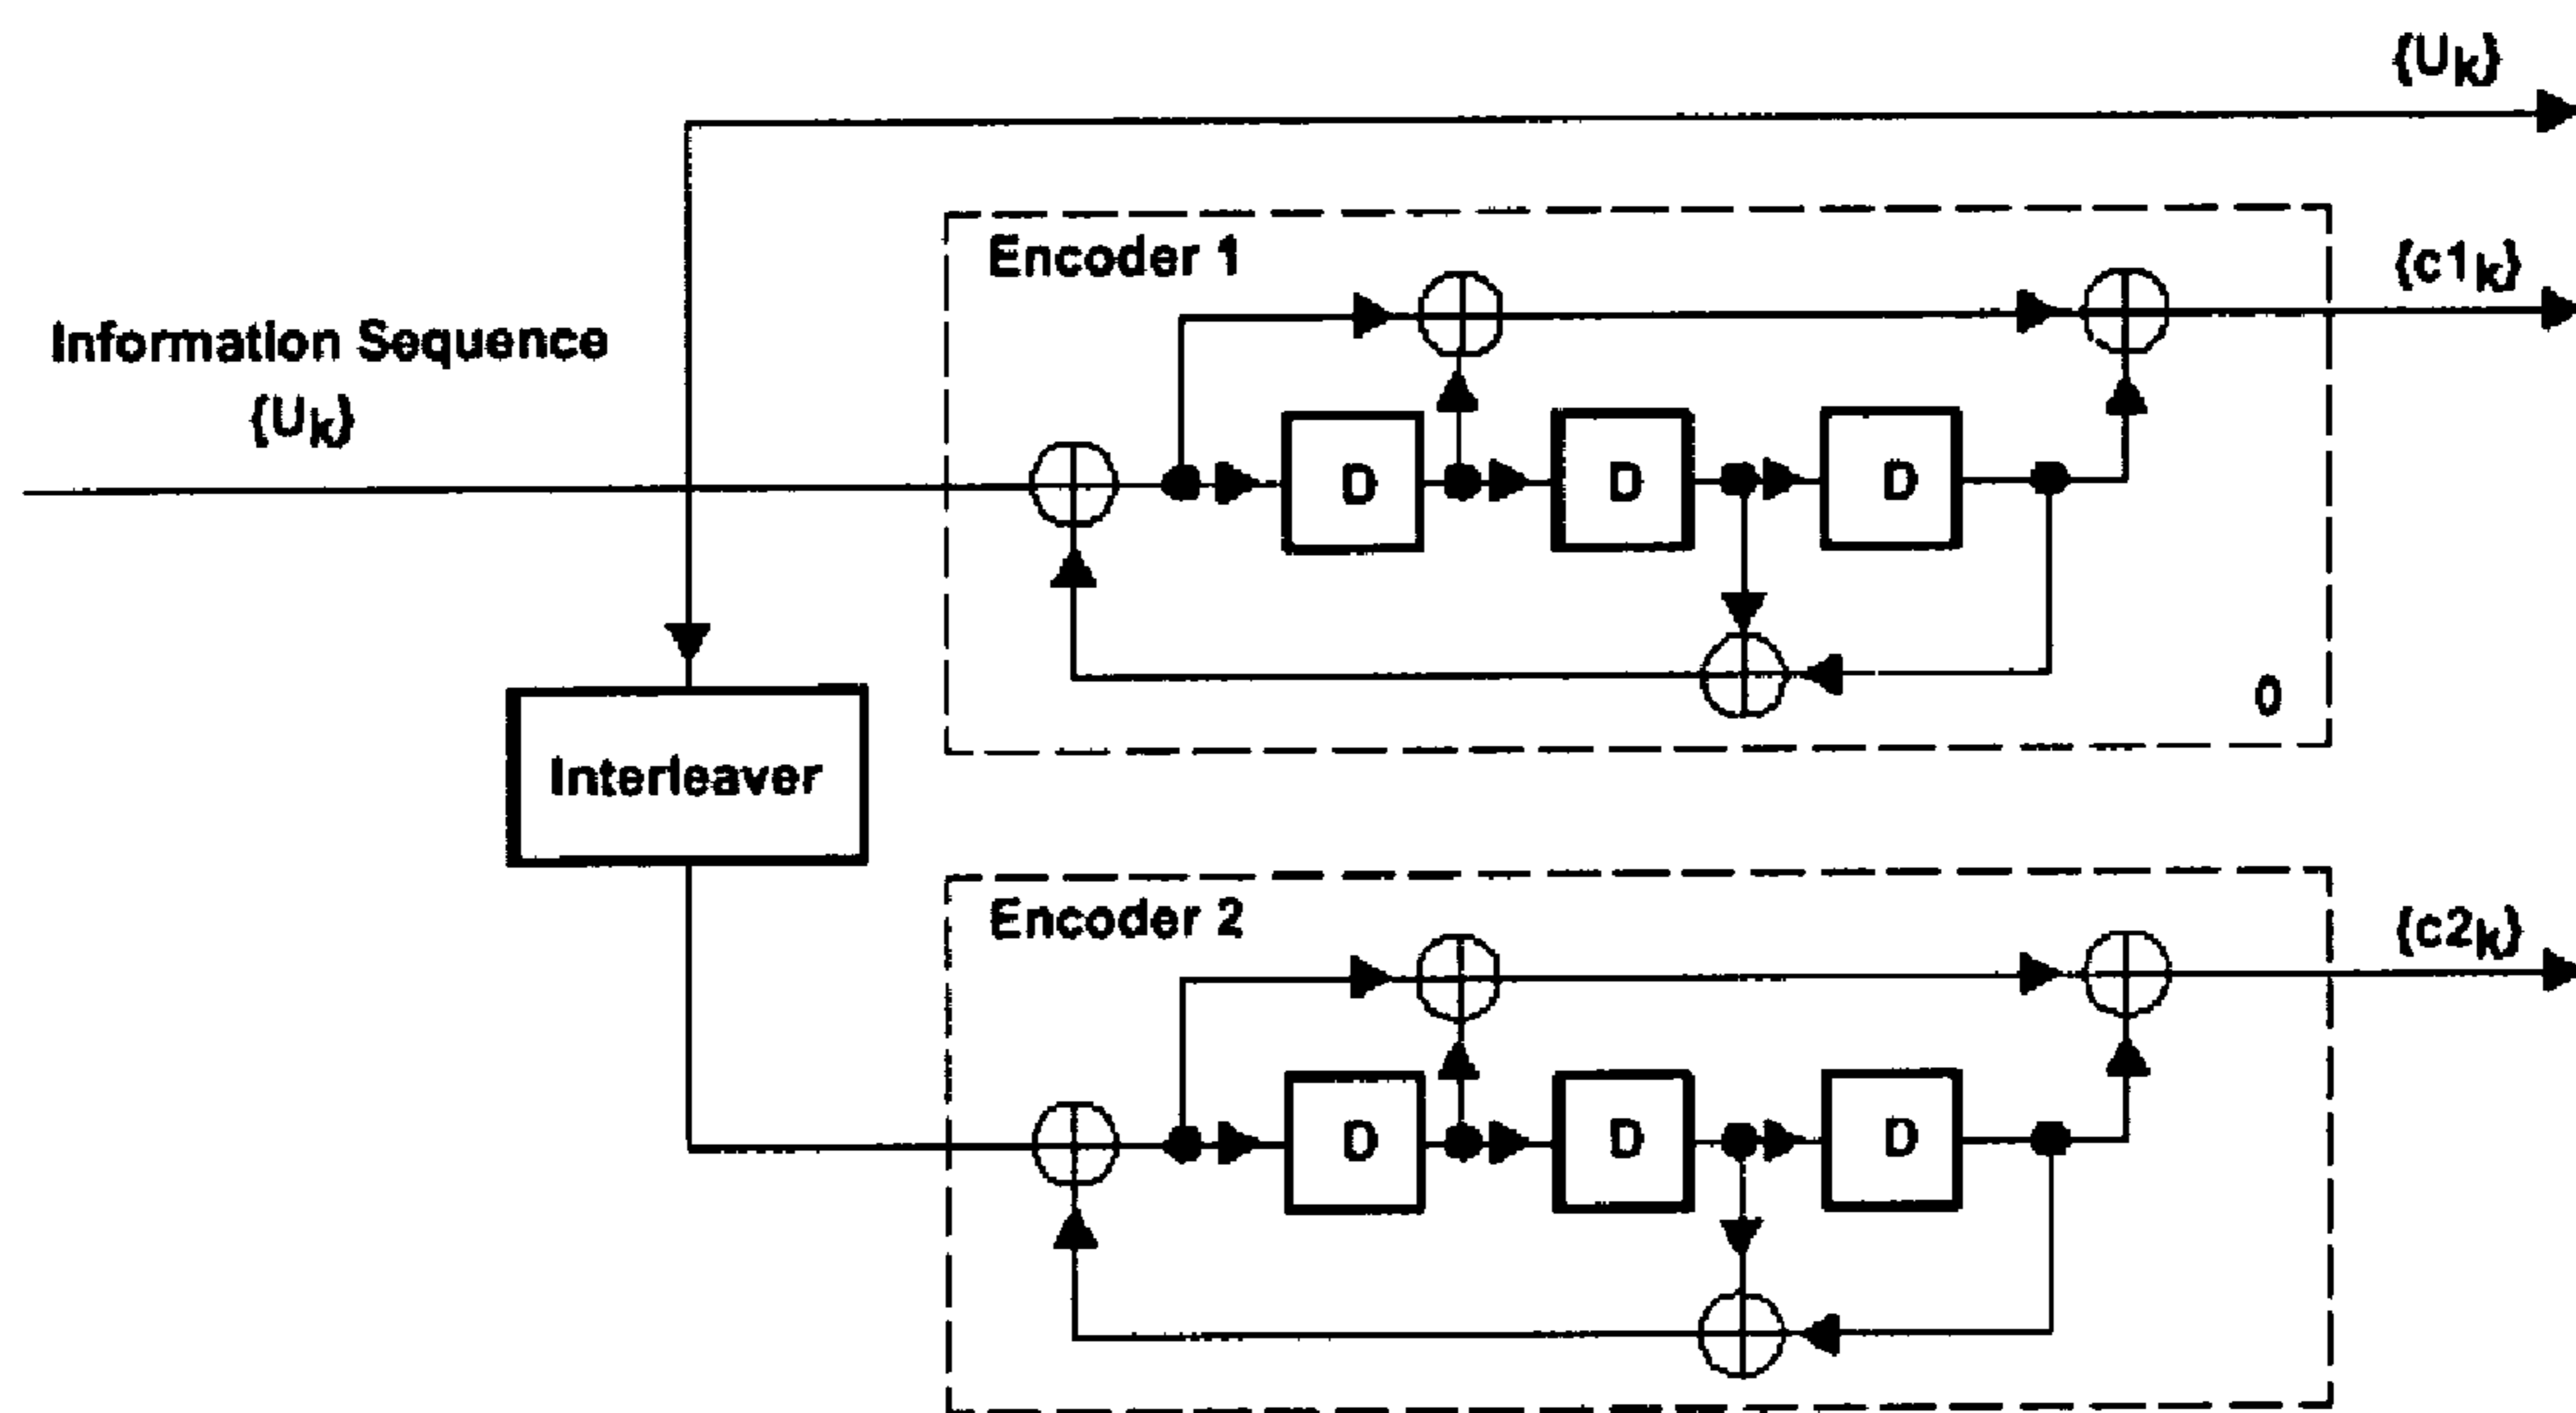 {Uk}
Encoder 1
{c1k}
Information Sequence
{Uk}
D
D
D
0
Interleaver
Encoder 2
{c2k}
D
D
D